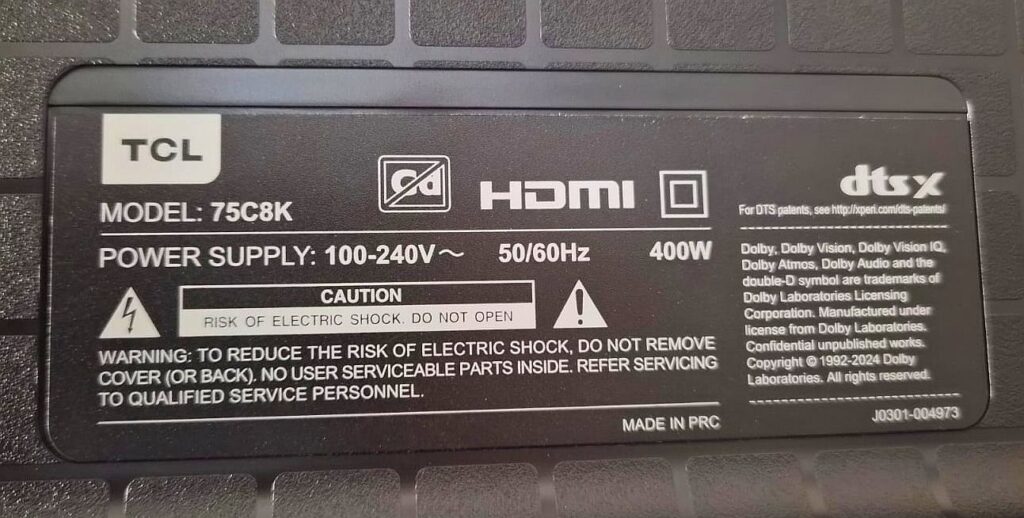 TCL
Cd
HDMI
MODEL: 75C8K
POWER SUPPLY: 100-240V~ 50/60Hz 400W
CAUTION
RISK OF ELECTRIC SHOCK. DO NOT OPEN
WARNING: TO REDUCE THE RISK OF ELECTRIC SHOCK, DO NOT REMOVE
COVER (OR BACK). NO USER SERVICEABLE PARTS INSIDE. REFER SERVICING
TO QUALIFIED SERVICE PERSONNEL.
MADE IN PRC
dts x
For DTS patents, see http://xperi.com/dts-patents/
Dolby, Dolby Vision, Dolby Vision IQ,
Dolby Atmos, Dolby Audio and the
double-D symbol are trademarks of
Dolby Laboratories Licensing
Corporation. Manufactured under
license from Dolby Laboratories.
Confidential unpublished works.
Copyright © 1992-2024 Dolby
Laboratories. All rights reserved.
J0301-004973